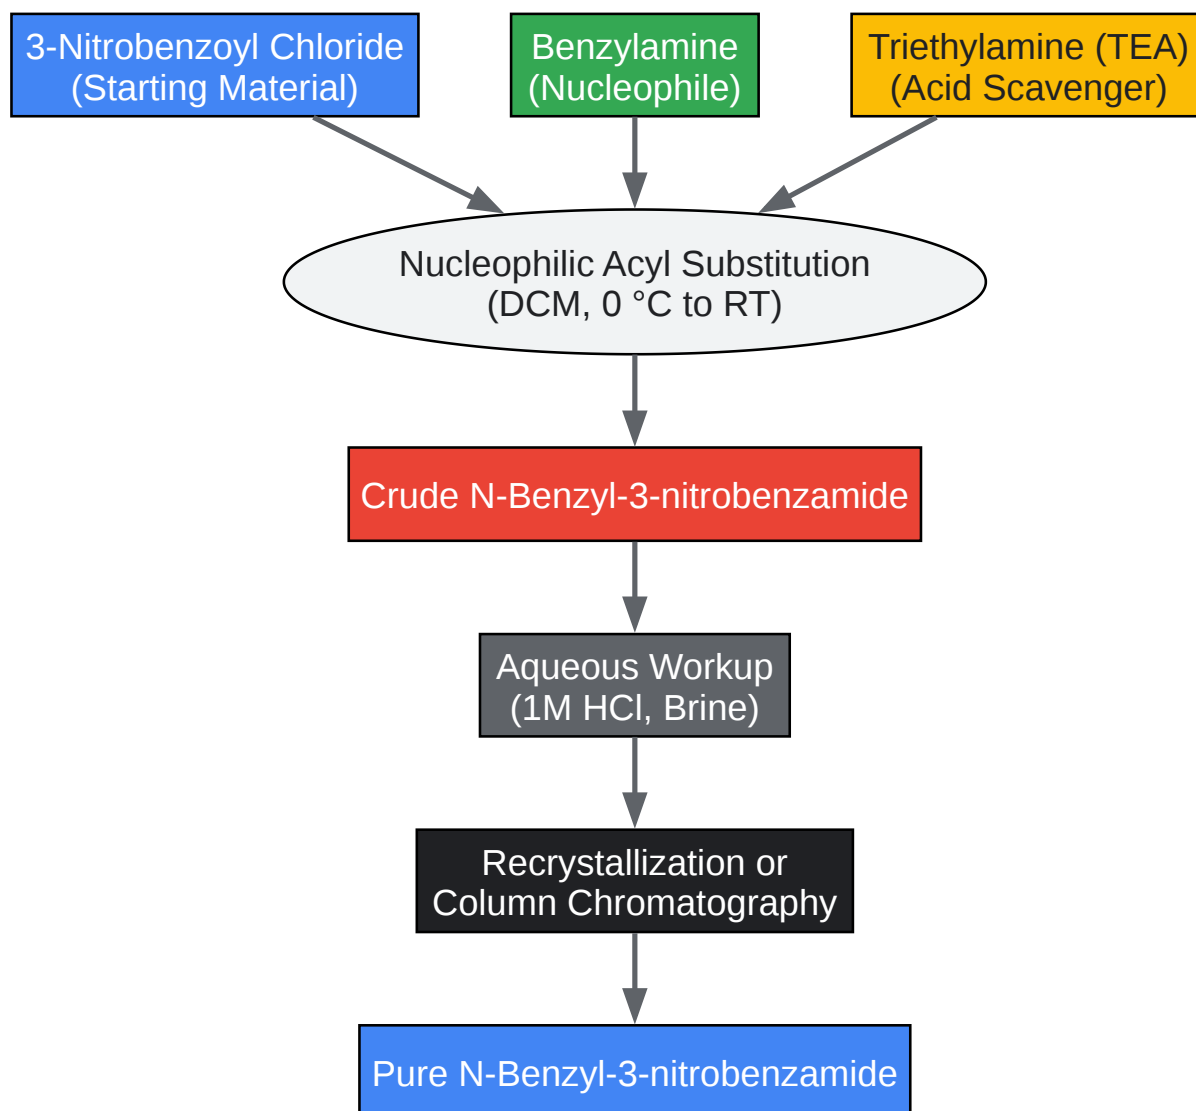 3-Nitrobenzoyl Chloride
(Starting Material)
Benzylamine
(Nucleophile)
Triethylamine (TEA)
(Acid Scavenger)
Nucleophilic Acyl Substitution
(DCM, 0 °C to RT)
Crude N-Benzyl-3-nitrobenzamide
Aqueous Workup
(1M HCl, Brine)
Recrystallization or
Column Chromatography
Pure N-Benzyl-3-nitrobenzamide